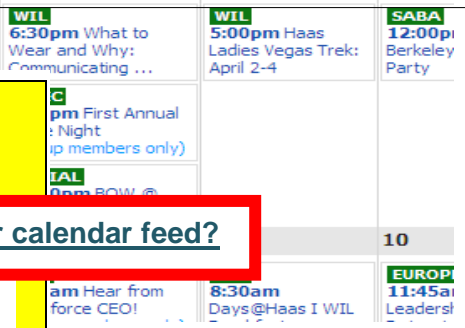 WIL
6:30pm What to
Wear and Why:
Communicating ...
WIL
5:00pm Haas
Ladies Vegas Trek:
April 2-4
SABA
12:00p
Berkeley
Party
pm First Annual
Night
members only)
BOW @
calendar feed?
10
am Hear from
force CEO!
8:30am
Days@Haas I WIL
EUROP
11:45a
Leadersh